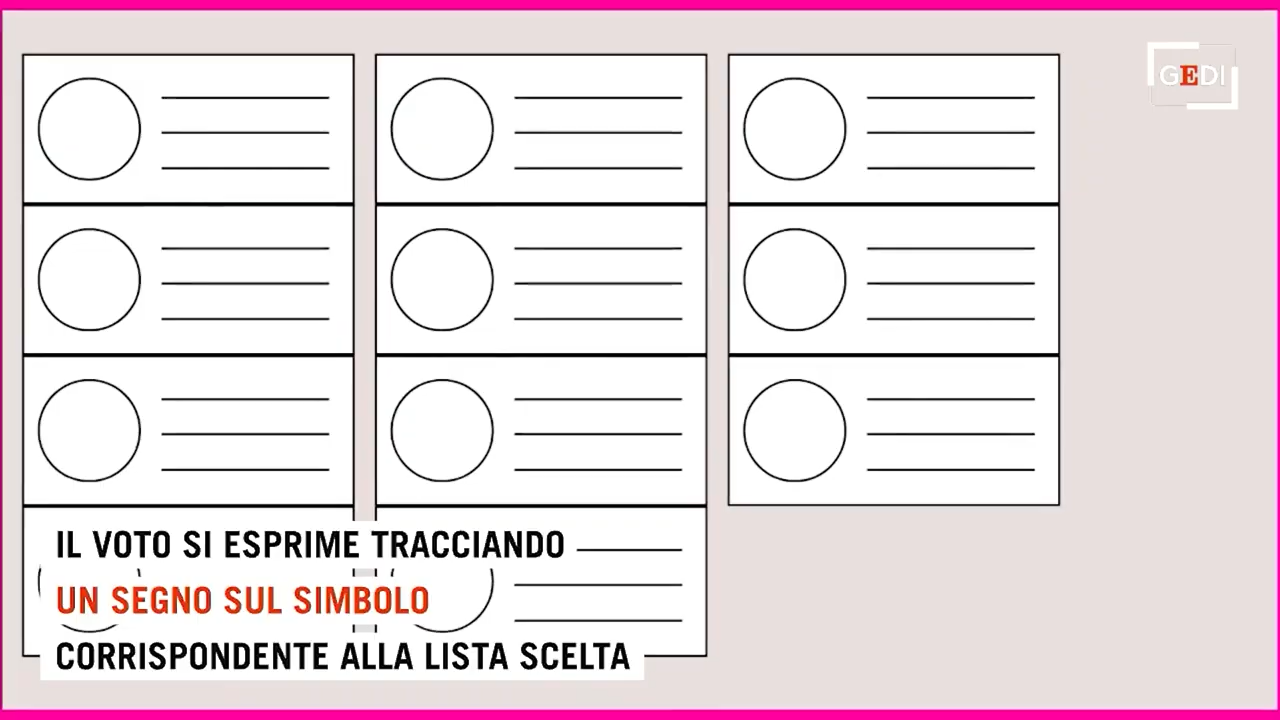 GEDI
IL VOTO SI ESPRIME TRACCIANDO
UN SEGNO SUL SIMBOLO
CORRISPONDENTE ALLA LISTA SCELTA